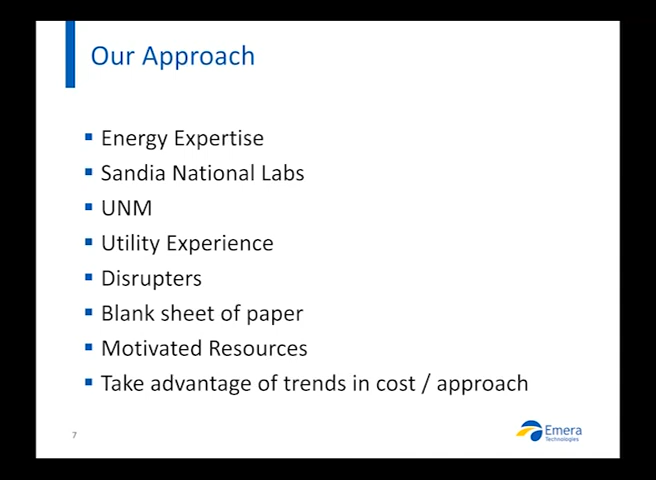 Our Approach
Energy Expertise
Sandia National Labs
UNM
Utility Experience
Disrupters
Blank sheet of paper
Motivated Resources
Take advantage of trends in cost / approach
7
Emera
Technologies